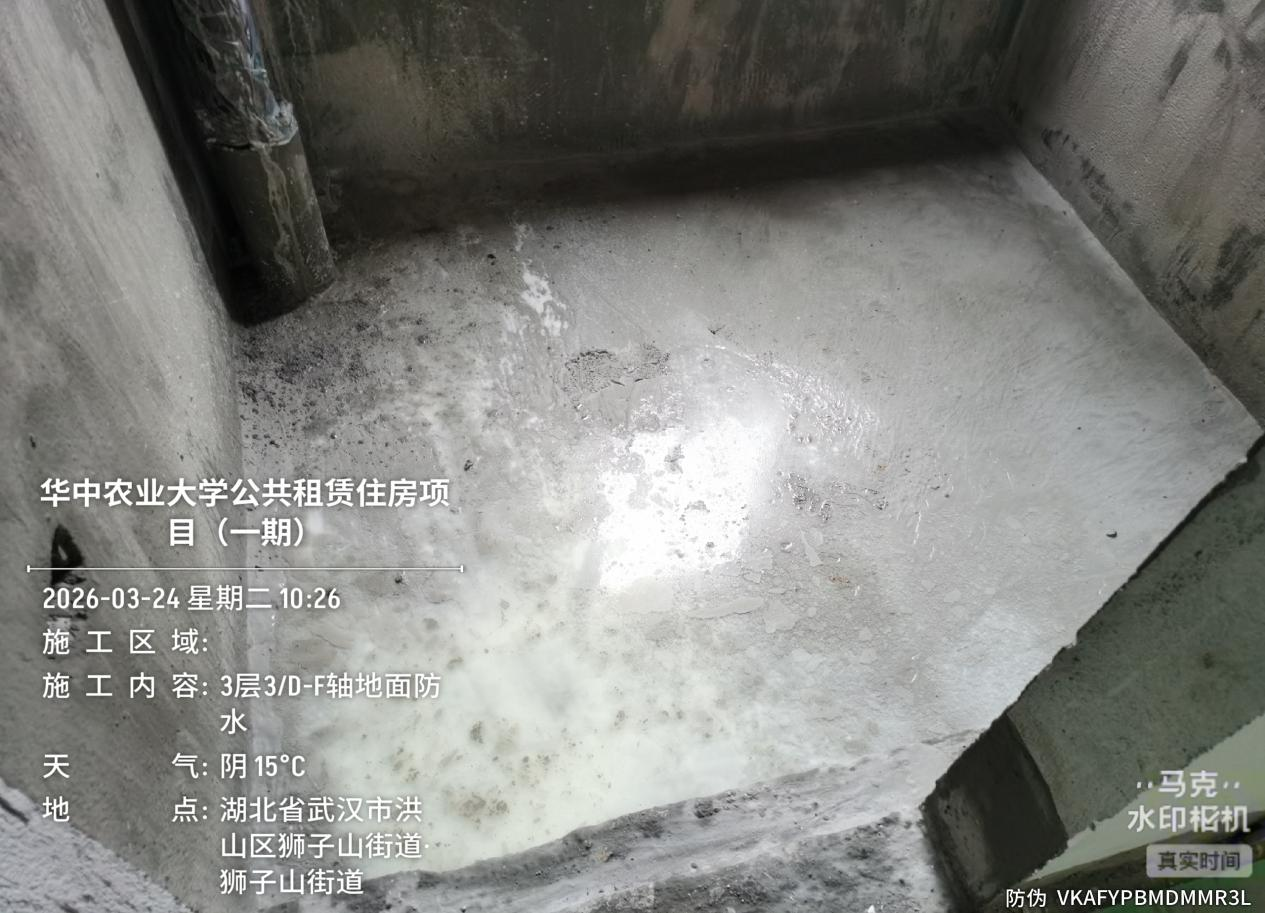 华中农业大学公共租赁住房项
目（一期）
2026-03-24 星期二 10:26
施工区域:
施工内容: 3层3/D-F轴地面防
水
天气: 阴 15°C
地点: 湖北省武汉市洪
山区狮子山街道·
狮子山街道
马克
水印相机
真实时间
防伪 VKAFYPBMDMMR3L